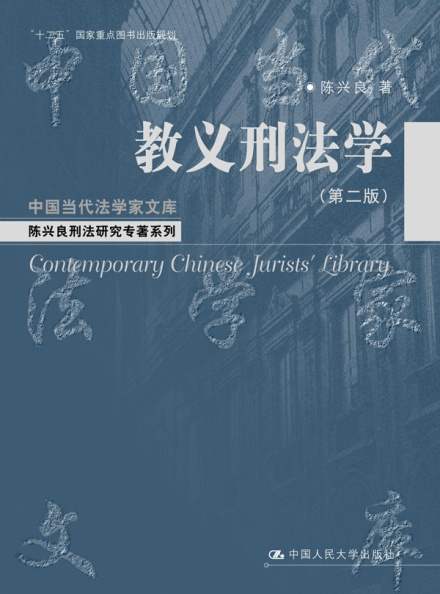 “十二五”国家重点图书出版规划
中国当代
陈兴良 著
教义刑法学
（第二版）
中国当代法学家文库
陈兴良刑法研究专著系列
Contemporary Chinese Jurists' Library
法学家
文库
中国人民大学出版社